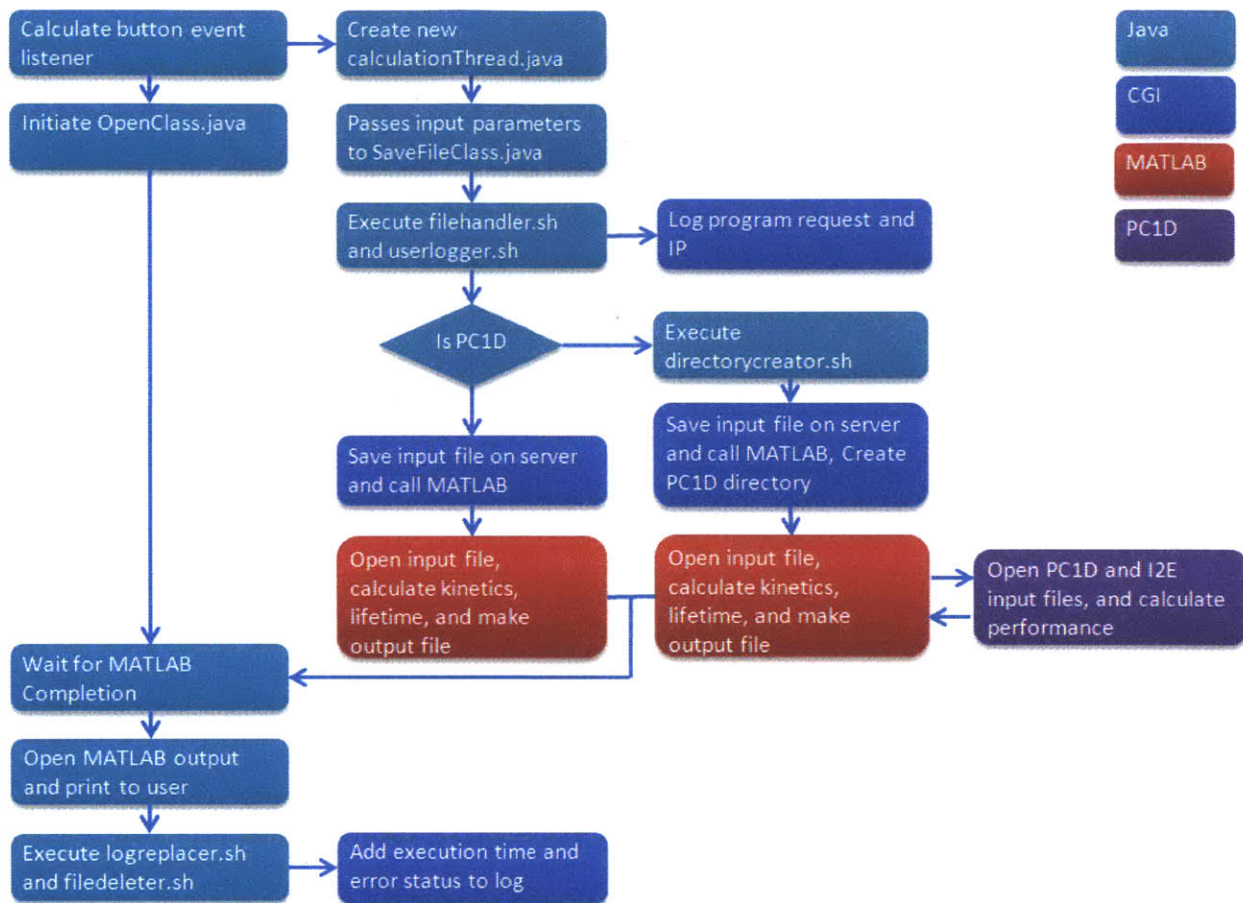 Calculate button event
listener
Create new
calculationThread.java
Java
Initiate OpenClass.java
Passes input parameters
to SaveFileClass.java
CGI
MATLAB
Execute filehandler.sh
and userlogger.sh
Log program request and
IP
PC1D
Is PC1D
Execute
directorycreator.sh
Save input file on server
and call MATLAB
Save input file on server
and call MATLAB, Create
PC1D directory
Open input file,
calculate kinetics,
lifetime, and make
output file
Open input file,
calculate kinetics,
lifetime, and make
output file
Open PC1D and I2E
input files, and calculate
performance
Wait for MATLAB
Completion
Open MATLAB output
and print to user
Execute logreplacer.sh
and filedeleter.sh
Add execution time and
error status to log